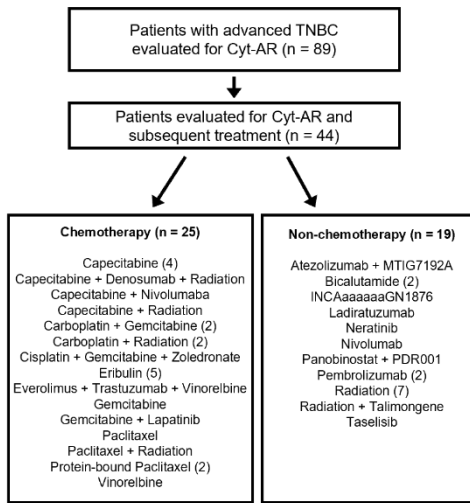 Patients with advanced TNBC
evaluated for Cyt-AR (n = 89)
Patients evaluated for Cyt-AR and
subsequent treatment (n = 44)
Chemotherapy (n = 25)
Capecitabine (4)
Capecitabine + Denosumab + Radiation
Capecitabine + Nivolumaba
Capecitabine + Radiation
Carboplatin + Gemcitabine (2)
Carboplatin + Radiation (2)
Cisplatin + Gemcitabine + Zoledronate
Eribulin (5)
Everolimus + Trastuzumab + Vinorelbine
Gemcitabine
Gemcitabine + Lapatinib
Paclitaxel
Paclitaxel + Radiation
Protein-bound Paclitaxel (2)
Vinorelbine
Non-chemotherapy (n = 19)
Atezolizumab + MTIG7192A
Bicalutamide (2)
INCAaaaaaaGN1876
Ladiratuzumab
Neratinib
Nivolumab
Panobinostat + PDR001
Pembrolizumab (2)
Radiation (7)
Radiation + Talimongene
Taselisib